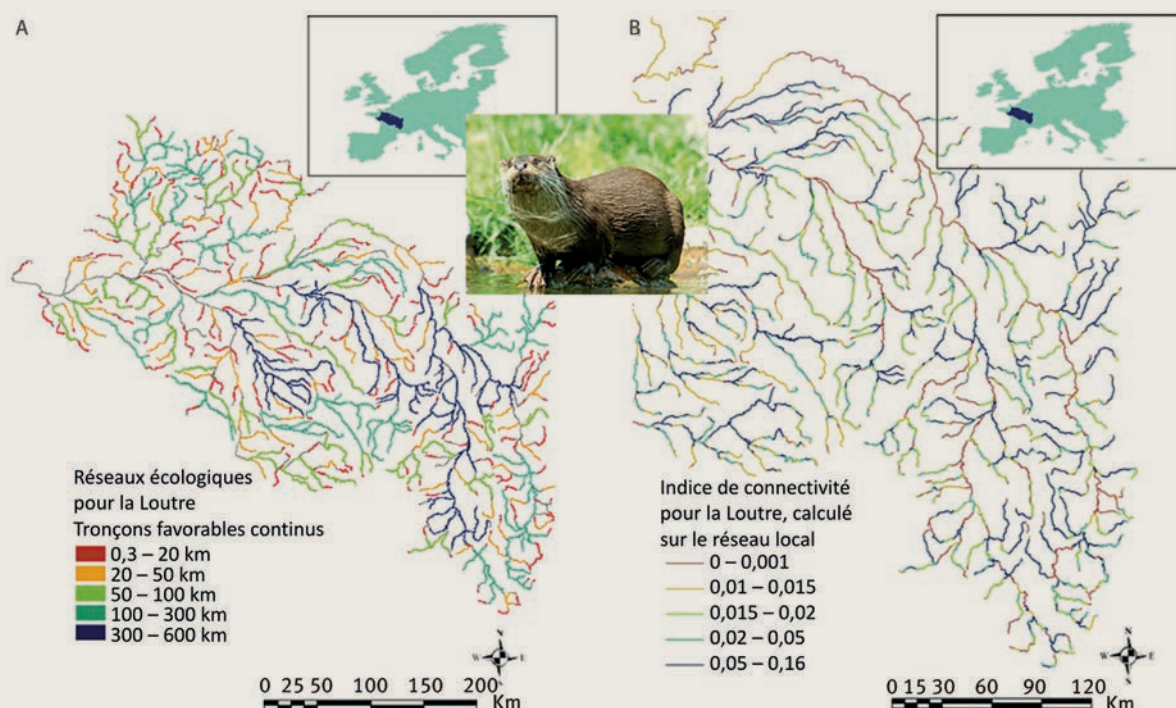 A
B
Réseaux écologiques
pour la Loutre
Tronçons favorables continus
0,3 – 20 km
20 – 50 km
50 – 100 km
100 – 300 km
300 – 600 km
N
W
E
S
0 25 50 100 150 200
Km
Indice de connectivité
pour la Loutre, calculé
sur le réseau local
0 – 0,001
0,01 – 0,015
0,015 – 0,02
0,02 – 0,05
0,05 – 0,16
N
W
E
S
0 15 30 60 90 120
Km